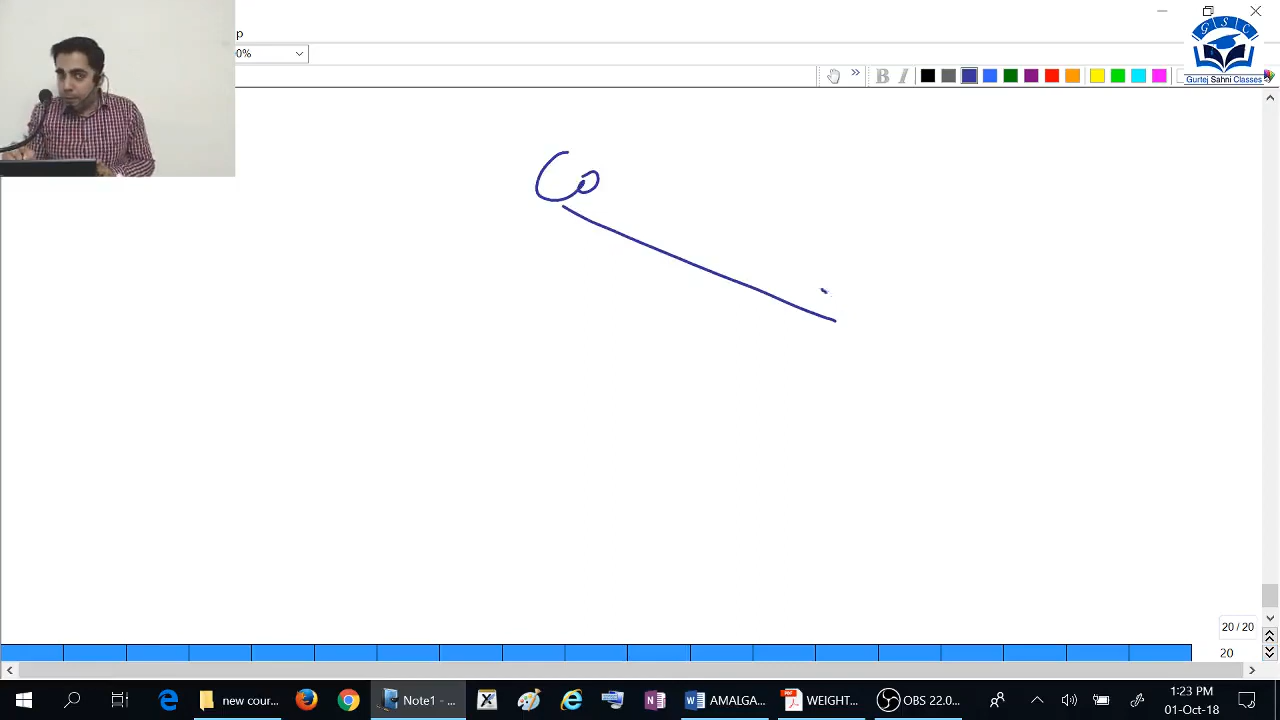 p
0%
B I
GSC
Gurtej Sahni Classes
Co
20 / 20
20
new cour...
Note1 - ...
AMALGA...
WEIGHT...
OBS 22.0...
1:23 PM
01-Oct-18